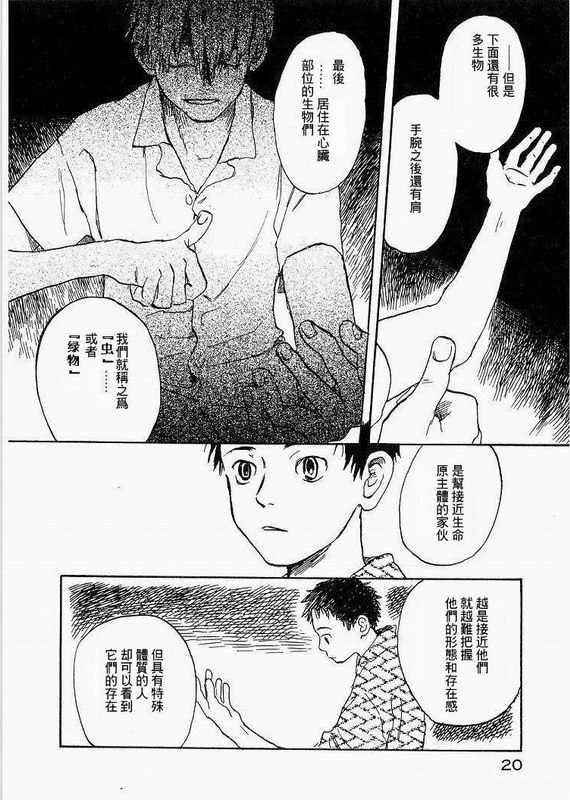 ——但是
下面還有很
多生物
手腕之後還有肩
最後
……居住在心臟
部位的生物們
我們就稱之爲
『虫』……
或者
『绿物』
是幫接近生命
原主體的家伙
越是接近他們
就越難把握
他們的形態和存在感
但具有特殊
體質的人
却可以看到
它們的存在
20